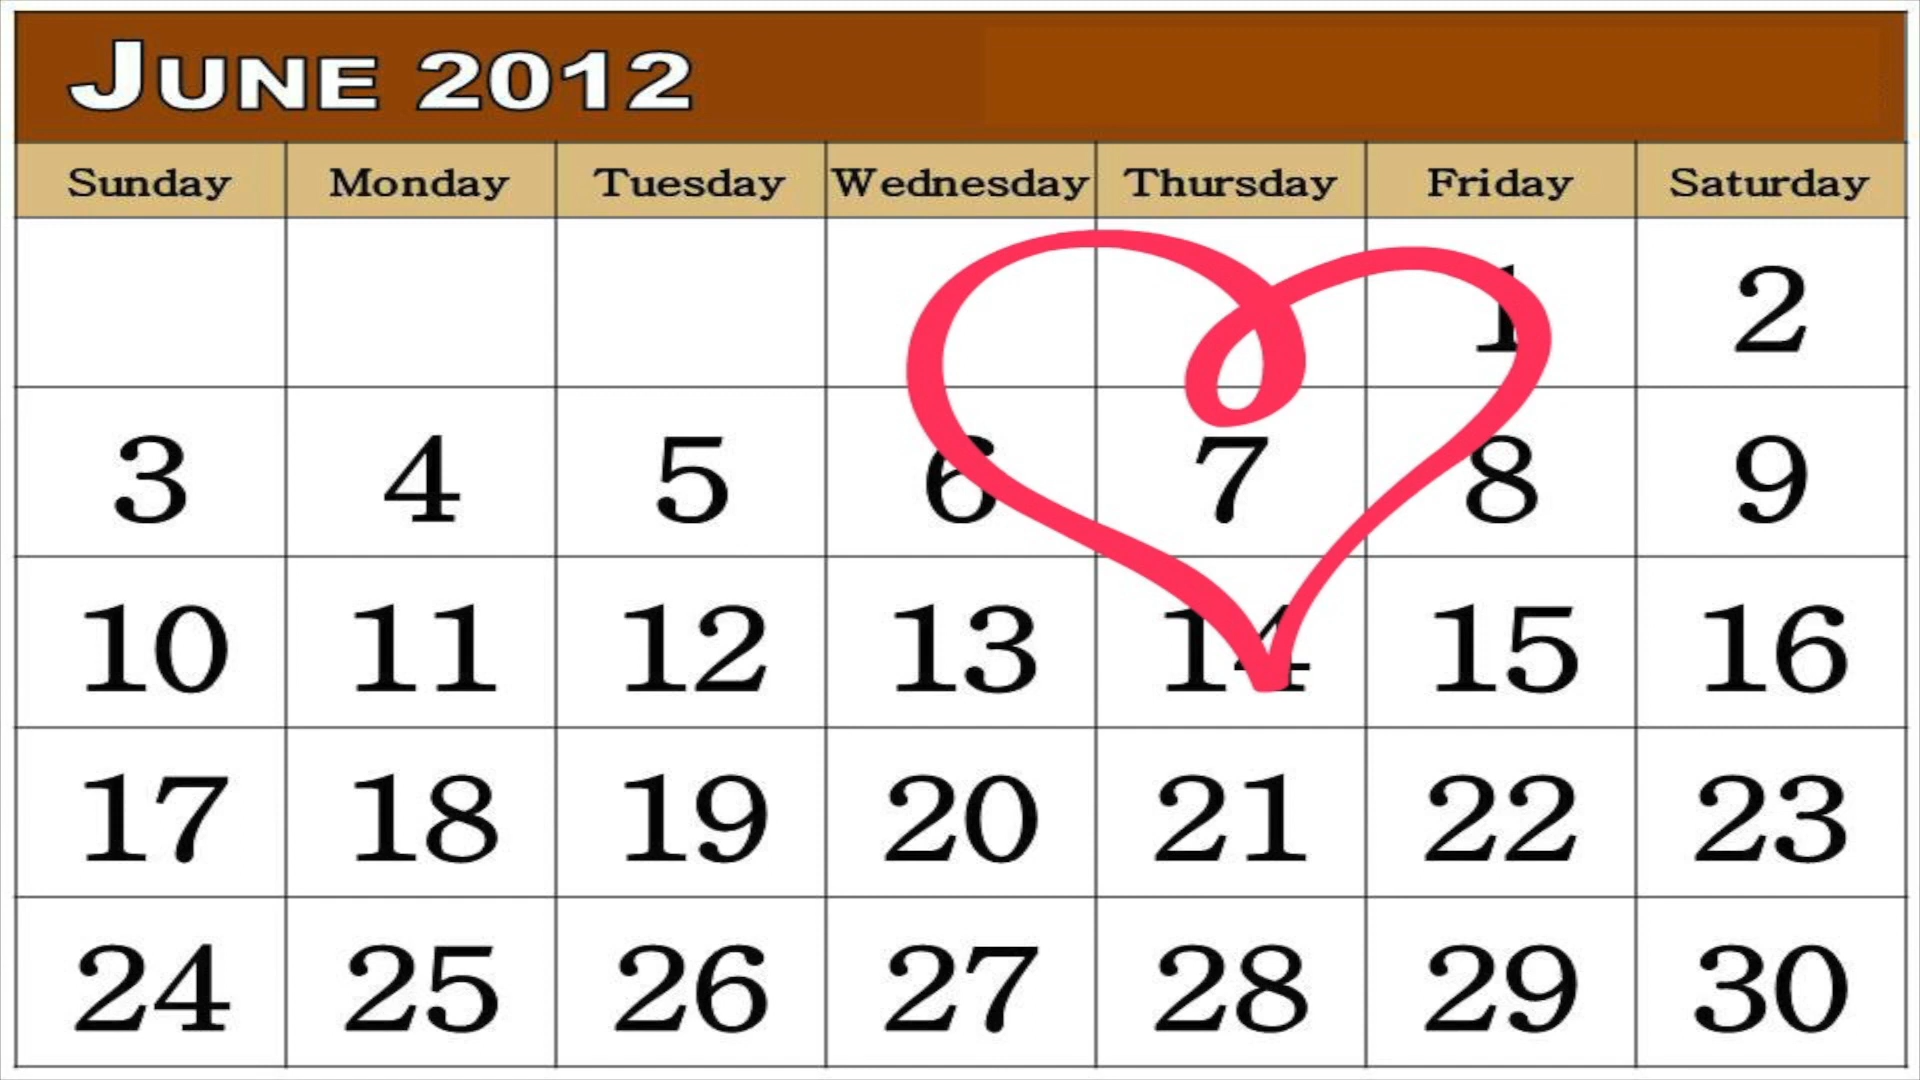 JUNE 2012
Sunday Monday Tuesday Wednesday Thursday Friday Saturday
1 2
3 4 5 6 7 8 9
10 11 12 13 14 15 16
17 18 19 20 21 22 23
24 25 26 27 28 29 30